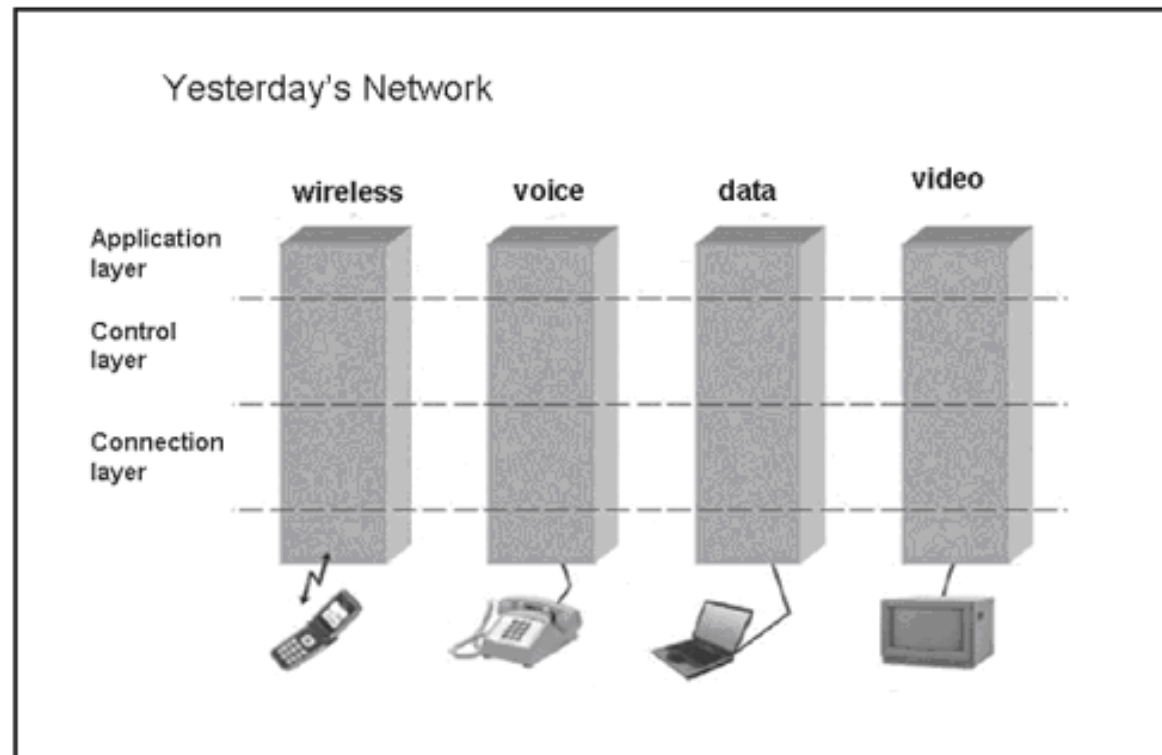 Yesterday's Network
wireless
voice
data
video
Application
layer
Control
layer
Connection
layer